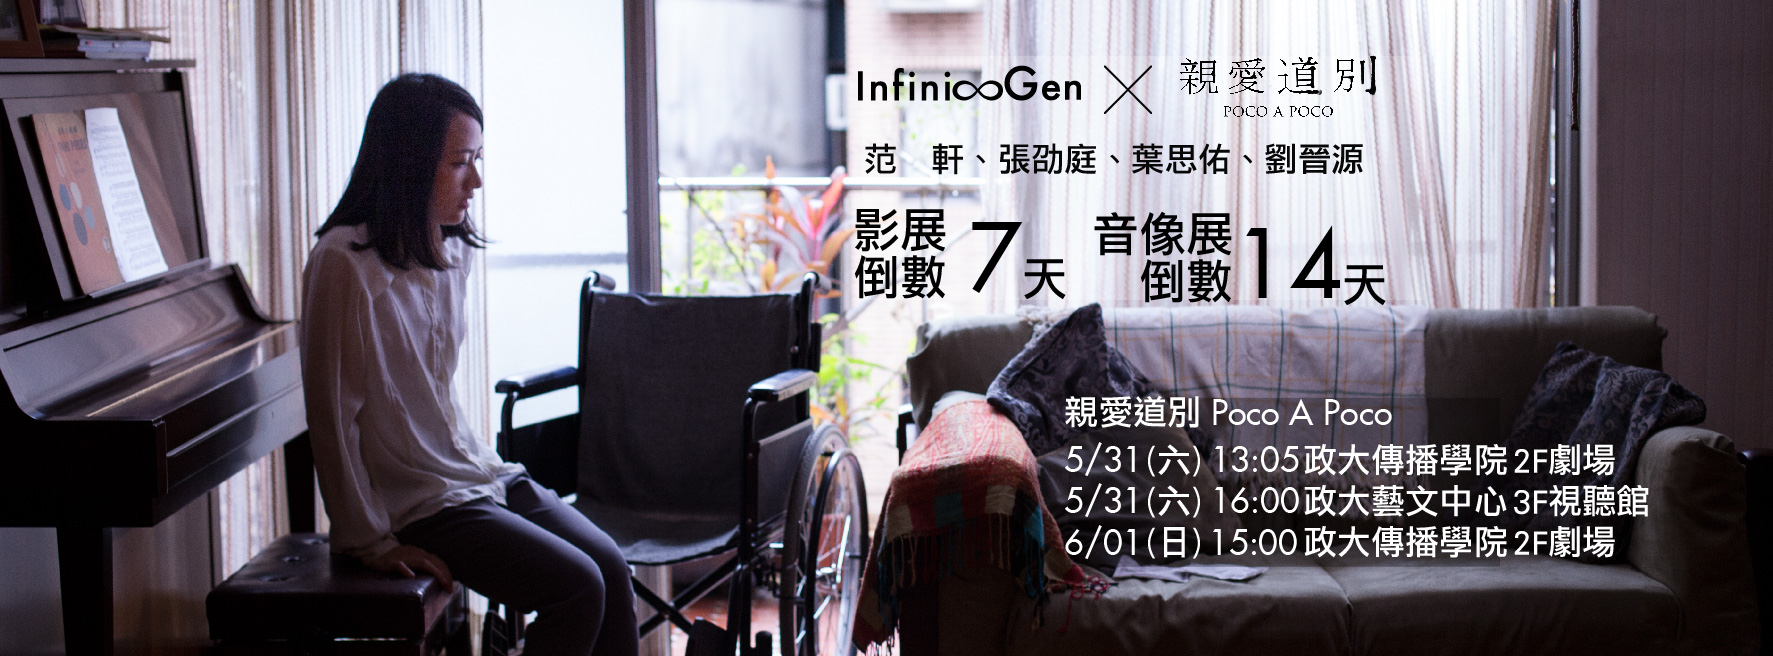 Infini∞Gen × 親愛道別
POCO A POCO
范 軒、張劭庭、葉思佑、劉晉源
影展倒數 7 天 音像展倒數 14 天
親愛道別 Poco A Poco
5/31(六) 13:05政大傳播學院2F劇場
5/31(六) 16:00政大藝文中心3F視聽館
6/01(日) 15:00政大傳播學院2F劇場